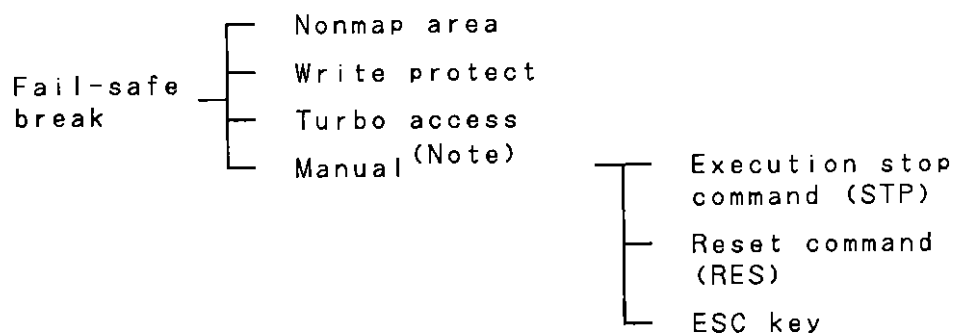 Fail-safe
break
Nonmap area
Write protect
Turbo access
Manual (Note)
Execution stop
command (STP)
Reset command
(RES)
ESC key